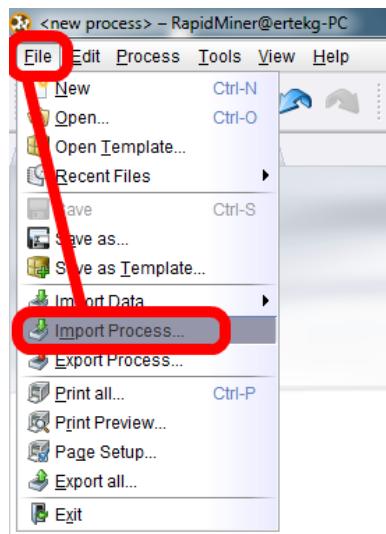 <new process> – RapidMiner@ertekg-PC
File Edit Process Tools View Help
New Ctrl-N
Open... Ctrl-O
Open Template...
Recent Files
Save Ctrl-S
Save as...
Save as Template...
Import Data
Import Process...
Export Process...
Print all... Ctrl-P
Print Preview...
Page Setup...
Export all...
Exit